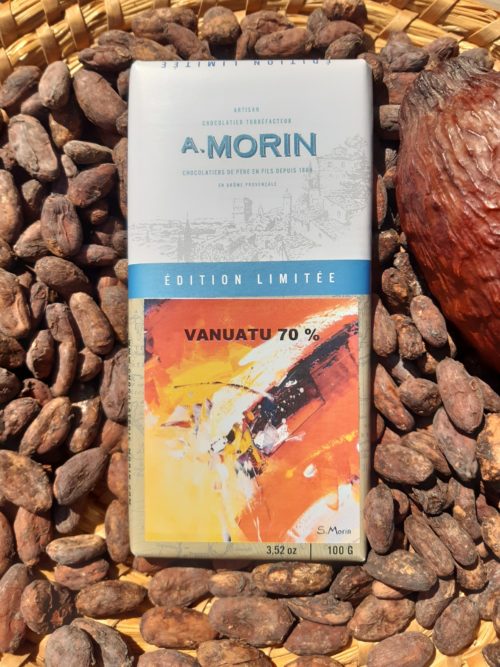 ÉDITION LIMITÉE
ARTISAN
CHOCOLATIER TORRÉFACTEUR
A.MORIN
CHOCOLATIERS DE PÈRE EN FILS DEPUIS 1884
EN DRÔME PROVENÇALE
ÉDITION LIMITÉE
VANUATU 70 %
S.Morin
3,52 oz | 100 G